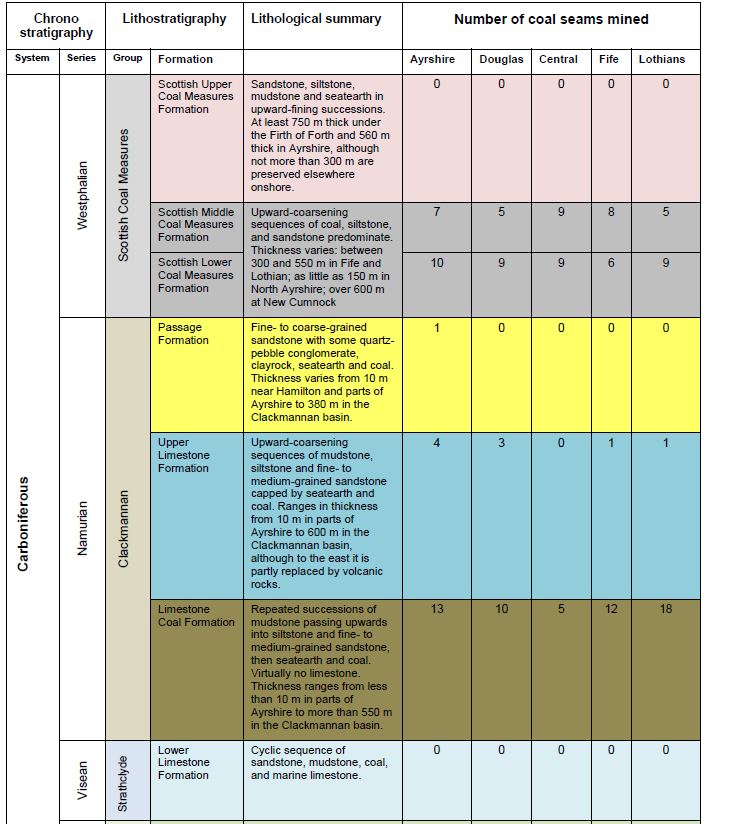 Chrono
stratigraphy
Lithostratigraphy
Lithological summary
Number of coal seams mined
System
Series
Group
Formation
Ayrshire
Douglas
Central
Fife
Lothians
Carboniferous
Westphalian
Scottish Coal Measures
Scottish Upper
Coal Measures
Formation
Sandstone, siltstone,
mudstone and seatearth in
upward-fining successions.
At least 750 m thick under
the Firth of Forth and 560 m
thick in Ayrshire, although
not more than 300 m are
preserved elsewhere
onshore.
0 0 0 0 0
Scottish Middle
Coal Measures
Formation
Upward-coarsening
sequences of coal, siltstone,
and sandstone predominate.
Thickness varies: between
300 and 550 m in Fife and
Lothian; as little as 150 m in
North Ayrshire; over 600 m
at New Cumnock
7 5 9 8 5
Scottish Lower
Coal Measures
Formation
10 9 9 6 9
Namurian
Clackmannan
Passage
Formation
Fine- to coarse-grained
sandstone with some quartz-
pebble conglomerate,
clayrock, seatearth and coal.
Thickness varies from 10 m
near Hamilton and parts of
Ayrshire to 380 m in the
Clackmannan basin.
1 0 0 0 0
Upper
Limestone
Formation
Upward-coarsening
sequences of mudstone,
siltstone and fine- to
medium-grained sandstone
capped by seatearth and
coal. Ranges in thickness
from 10 m in parts of
Ayrshire to 600 m in the
Clackmannan basin,
although to the east it is
partly replaced by volcanic
rocks.
4 3 0 1 1
Limestone
Coal Formation
Repeated successions of
mudstone passing upwards
into siltstone and fine- to
medium-grained sandstone,
then seatearth and coal.
Virtually no limestone.
Thickness ranges from less
than 10 m in parts of
Ayrshire to more than 550 m
in the Clackmannan basin.
13 10 5 12 18
Visean
Strathclyde
Lower
Limestone
Formation
Cyclic sequence of
sandstone, mudstone, coal,
and marine limestone.
0 0 0 0 0